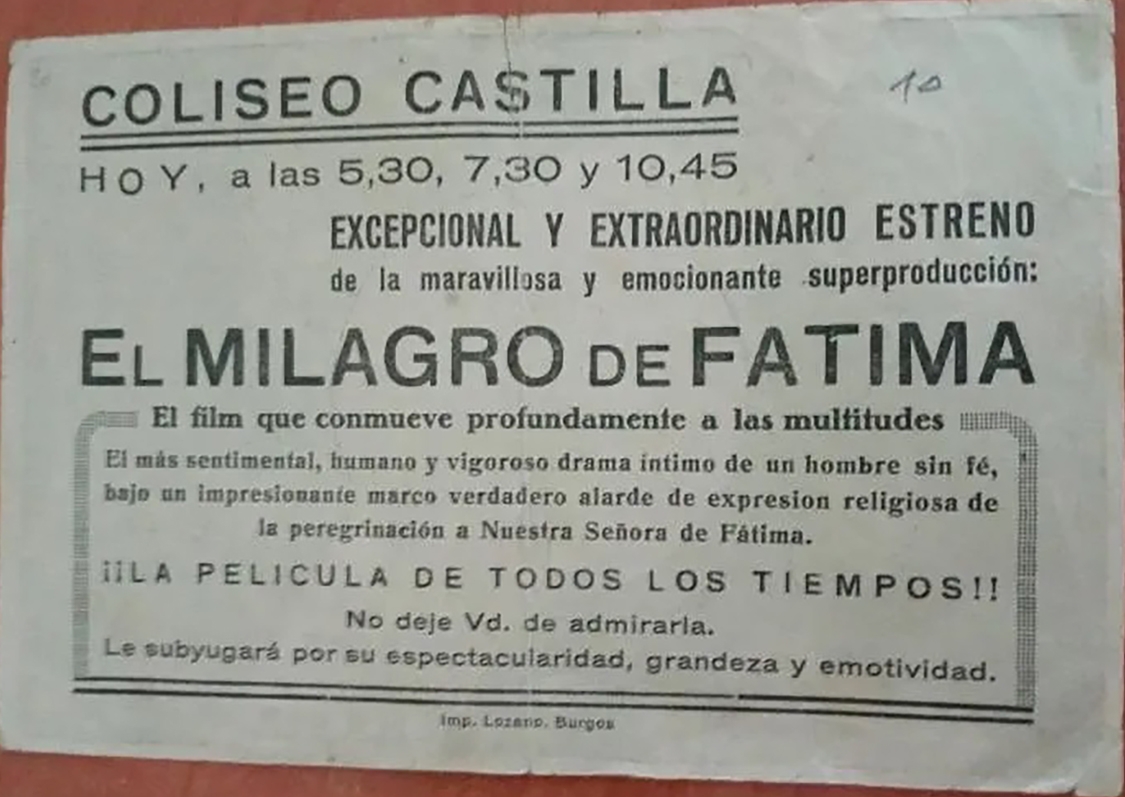 COLISEO CASTILLA
10
HOY, a las 5,30, 7,30 y 10,45
EXCEPCIONAL Y EXTRAORDINARIO ESTRENO
de la maravillosa y emocionante superproducción:
EL MILAGRO DE FATIMA
El film que conmueve profundamente a las multitudes
El más sentimental, humano y vigoroso drama íntimo de un hombre sin fé,
bajo un impresionante marco verdadero alarde de expresion religiosa de
la peregrinación a Nuestra Señora de Fátima.
¡¡LA PELICULA DE TODOS LOS TIEMPOS!!
No deje Vd. de admirarla.
Le subyugará por su espectacularidad, grandeza y emotividad.
Imp. Lozano. Burgos